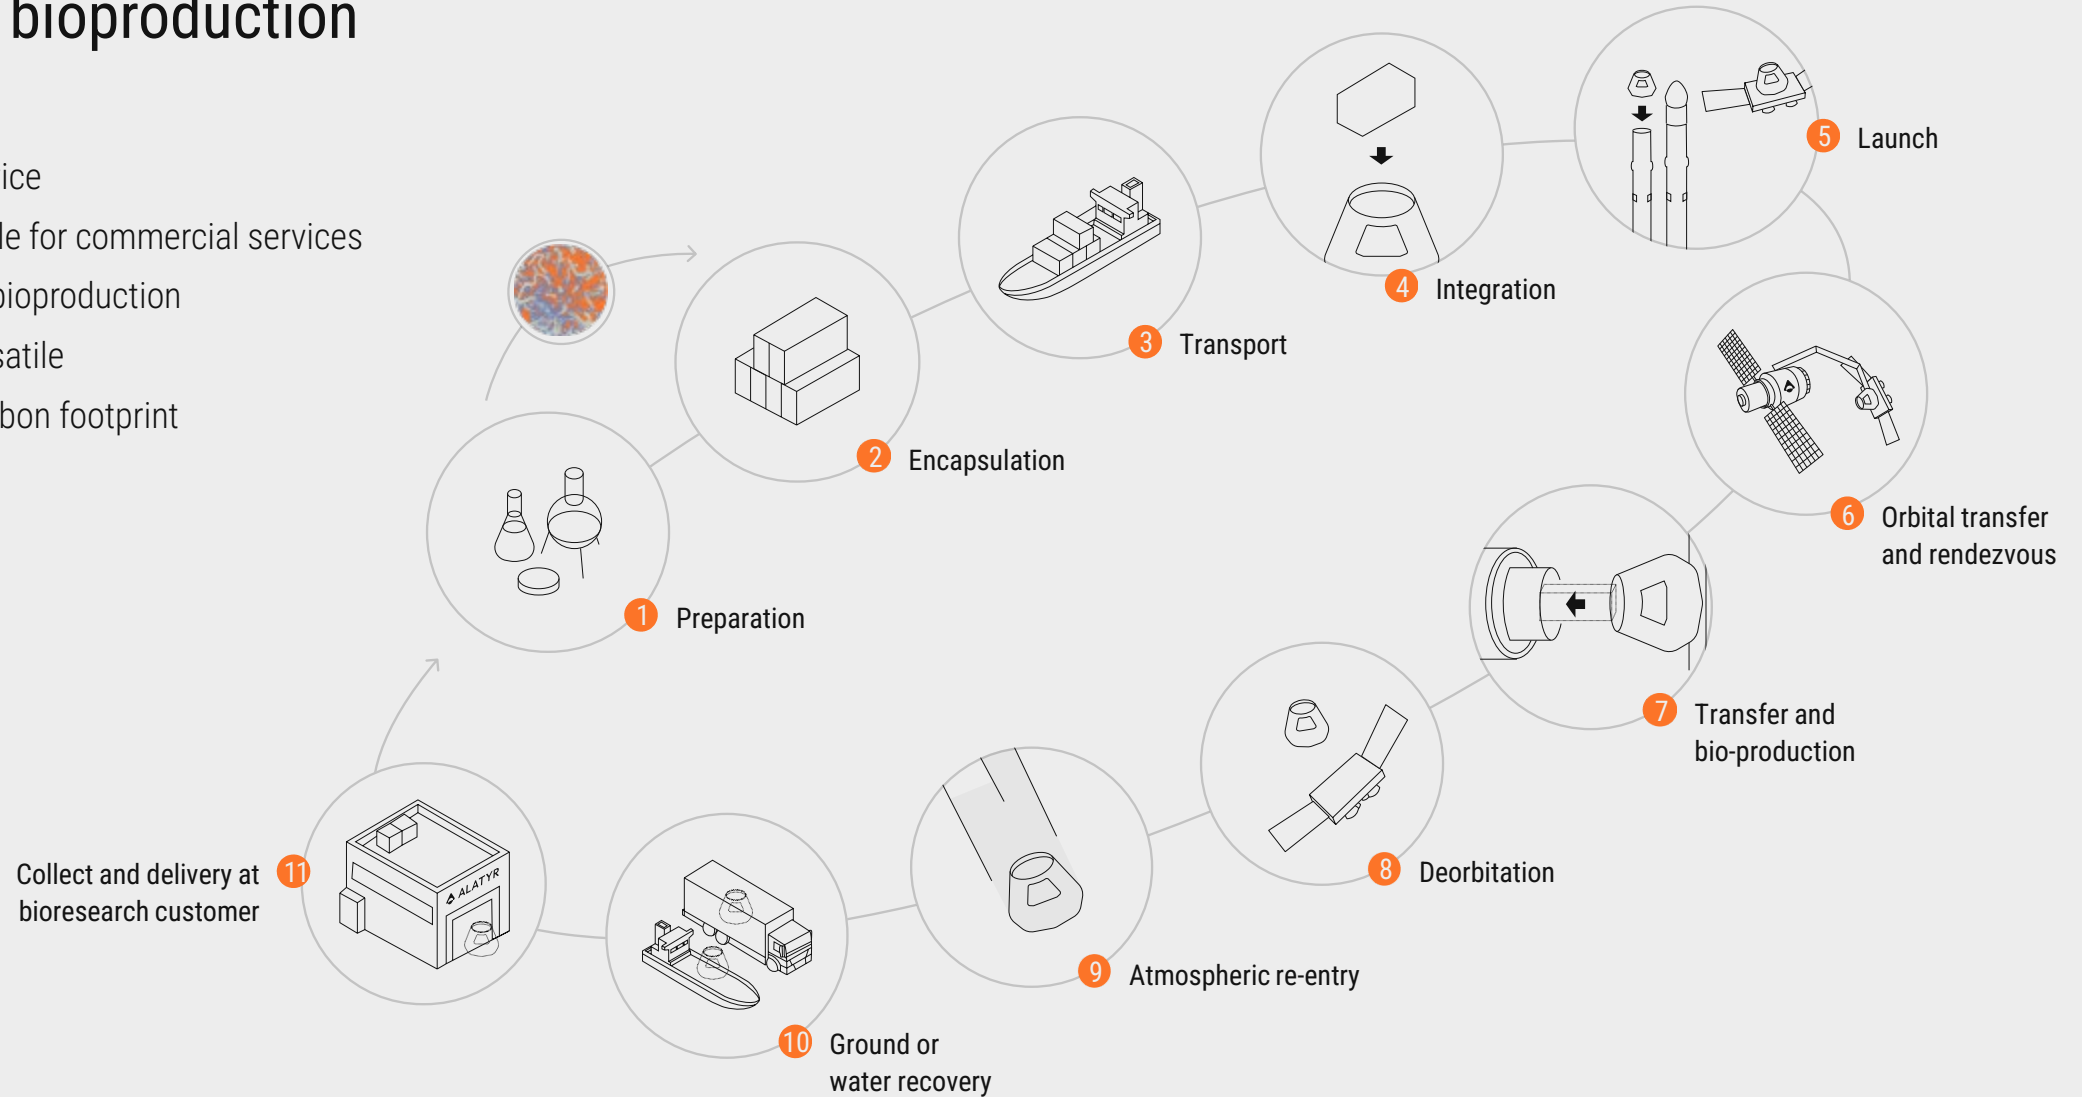 bioproduction
ice
le for commercial services
bioproduction
satile
bon footprint
1 Preparation
2 Encapsulation
3 Transport
4 Integration
5 Launch
6 Orbital transfer
and rendezvous
7 Transfer and
bio-production
8 Deorbitation
9 Atmospheric re-entry
10 Ground or
water recovery
Collect and delivery at 11
bioresearch customer
ALATYR